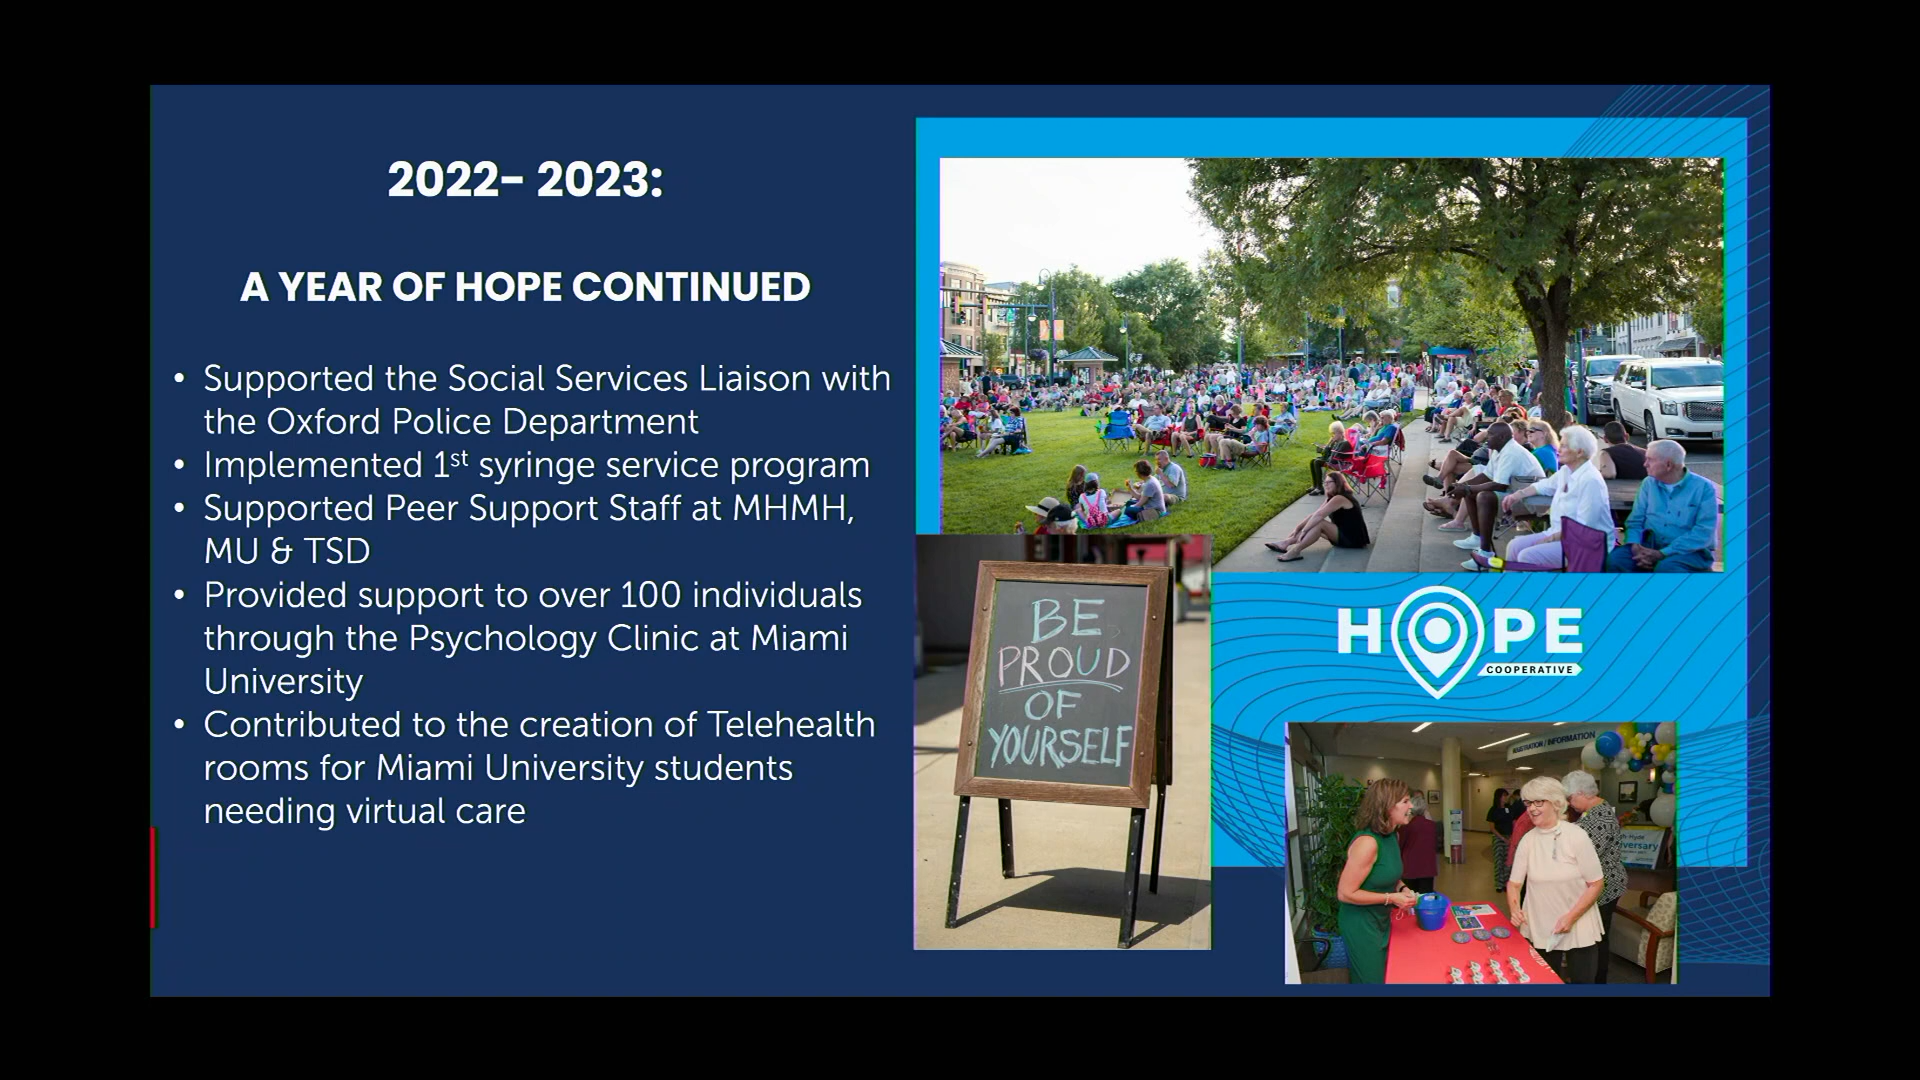 2022- 2023:
A YEAR OF HOPE CONTINUED
• Supported the Social Services Liaison with
the Oxford Police Department
• Implemented 1st syringe service program
• Supported Peer Support Staff at MHMH,
MU & TSD
• Provided support to over 100 individuals
through the Psychology Clinic at Miami
University
• Contributed to the creation of Telehealth
rooms for Miami University students
needing virtual care
BE
PROUD
OF
YOURSELF
HOPE
COOPERATIVE
REGISTRATION / INFORMATION